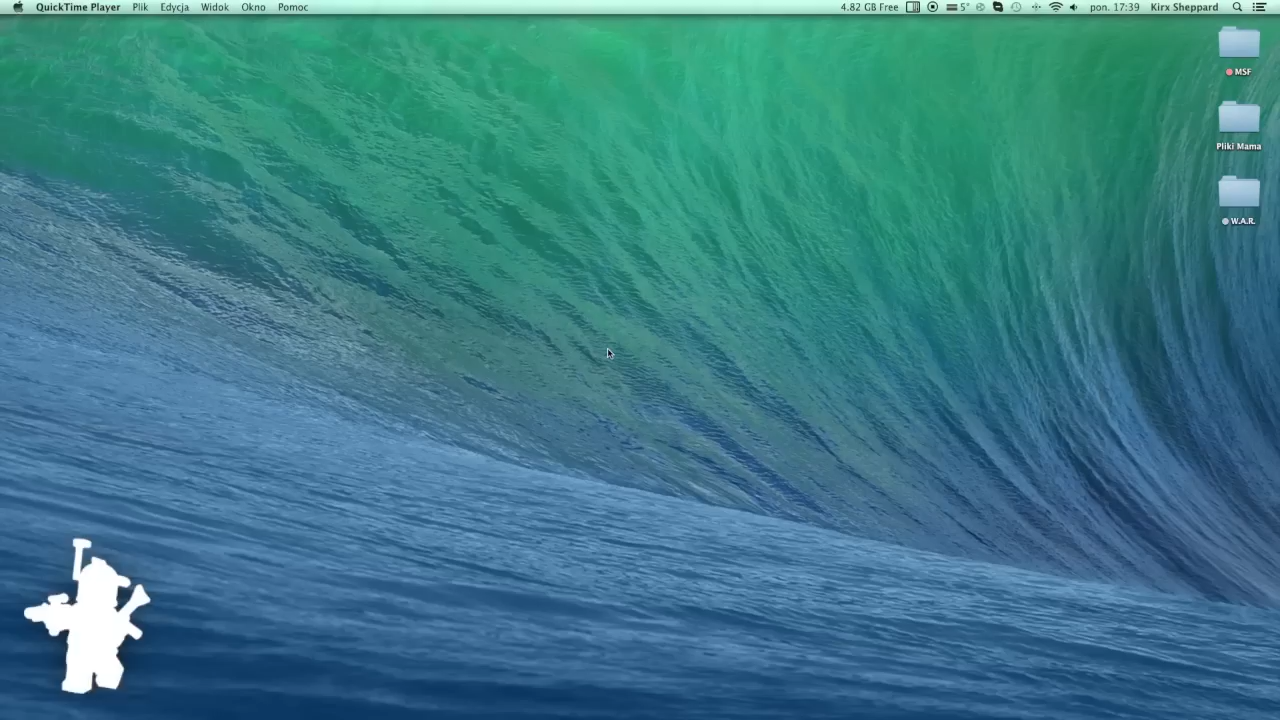 QuickTime Player Plik Edycja Widok Okno Pomoc 4.82 GB Free 5° pon. 17:39 Kirx Sheppard
MSF
Pliki Mama
W.A.R.